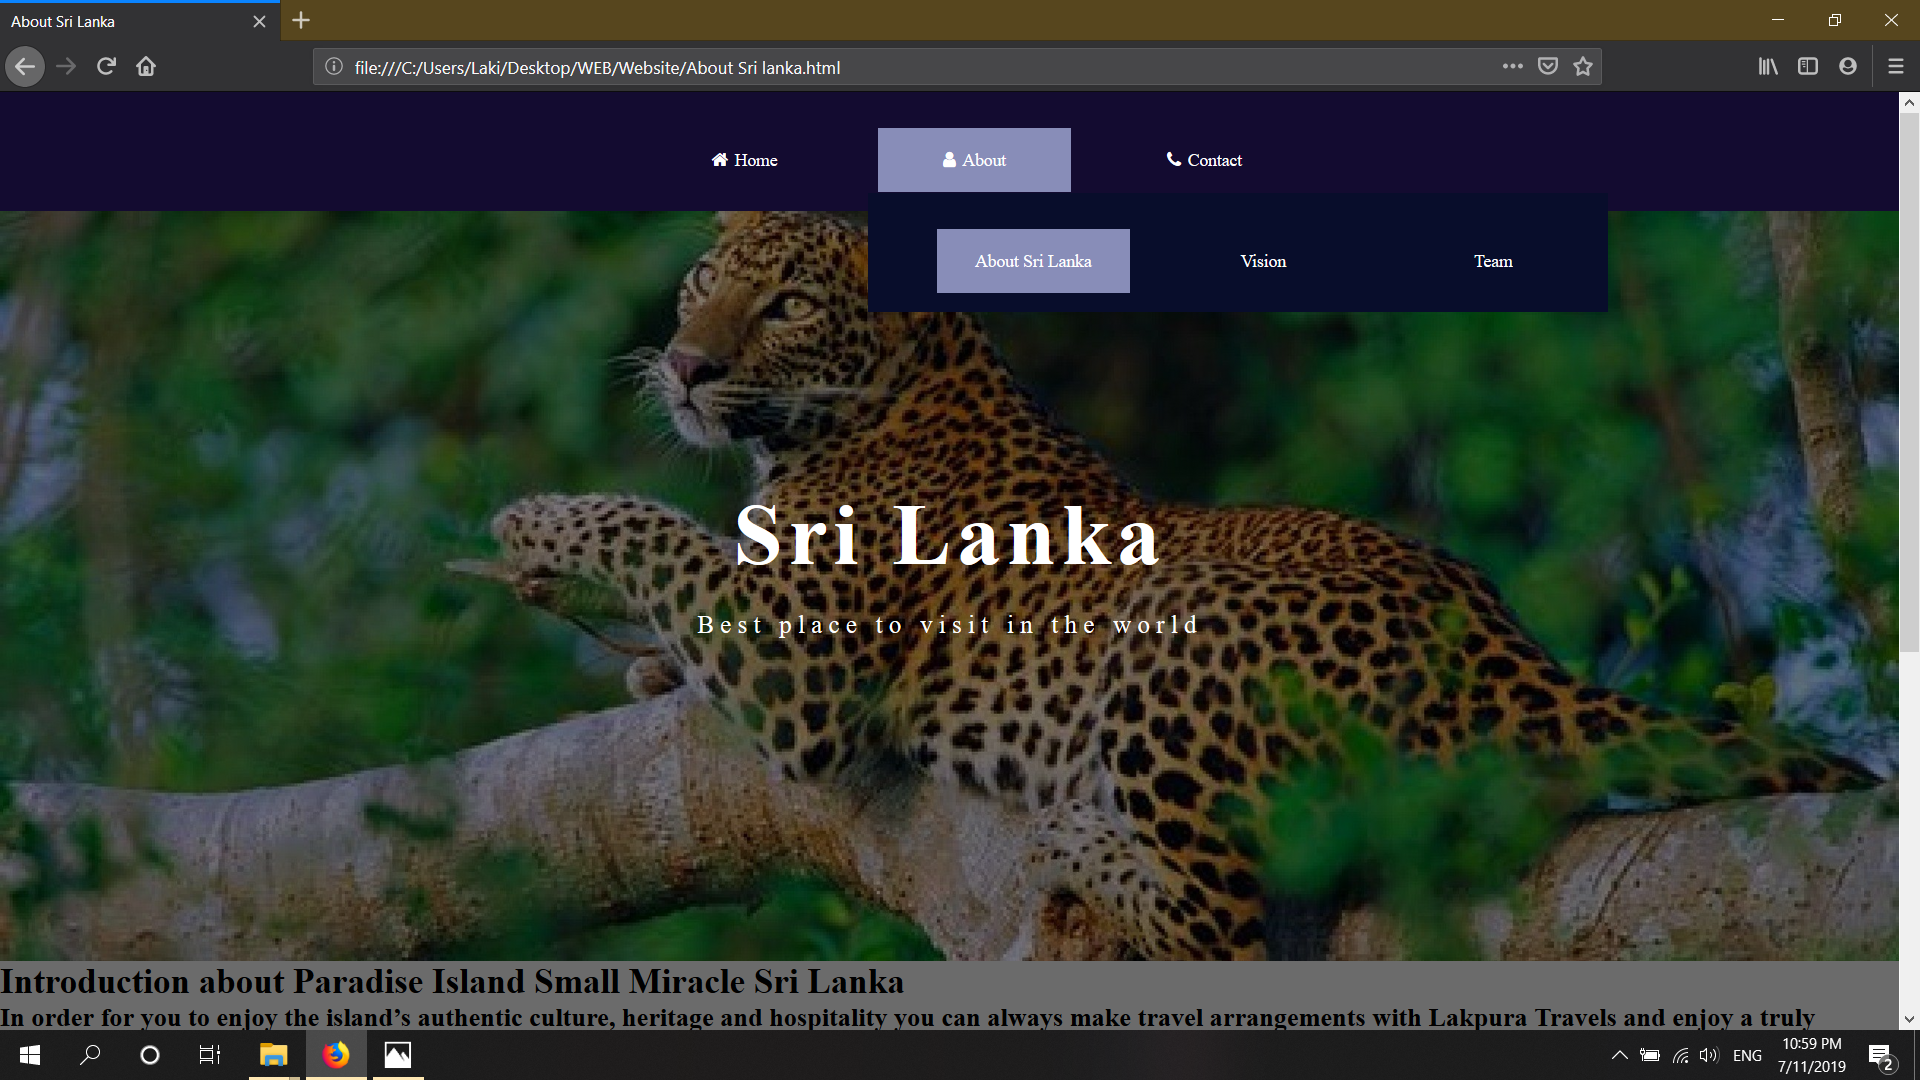 About Sri Lanka
file:///C:/Users/Laki/Desktop/WEB/Website/About Sri lanka.html
Home About Contact
About Sri Lanka Vision Team
Sri Lanka
Best place to visit in the world
Introduction about Paradise Island Small Miracle Sri Lanka
In order for you to enjoy the island’s authentic culture, heritage and hospitality you can always make travel arrangements with Lakpura Travels and enjoy a truly
10:59 PM
ENG
7/11/2019
2